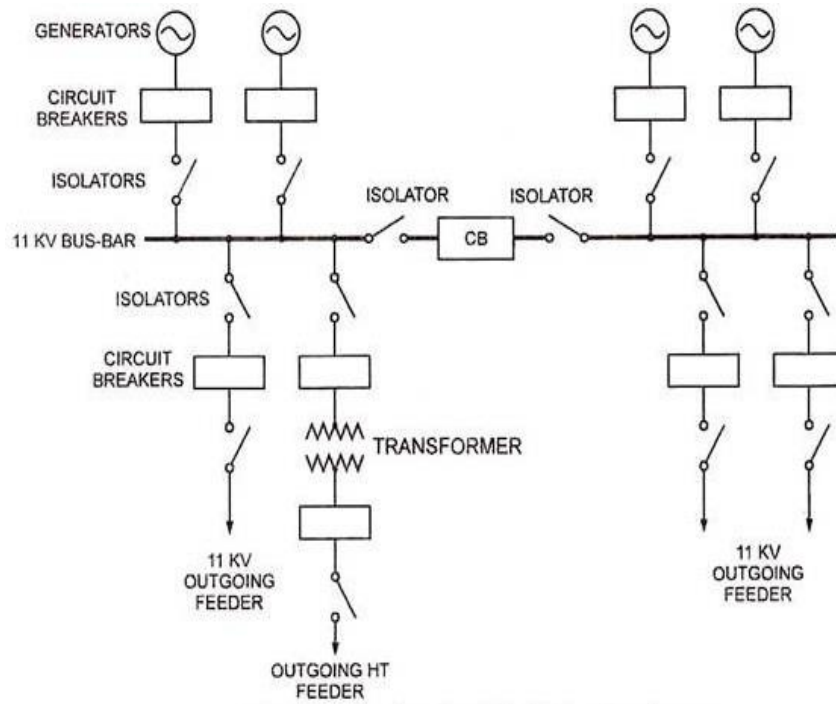 GENERATORS
CIRCUIT
BREAKERS
ISOLATORS
ISOLATOR
ISOLATOR
11 KV BUS-BAR
CB
ISOLATORS
CIRCUIT
BREAKERS
TRANSFORMER
11 KV
OUTGOING
FEEDER
11 KV
OUTGOING
FEEDER
OUTGOING HT
FEEDER